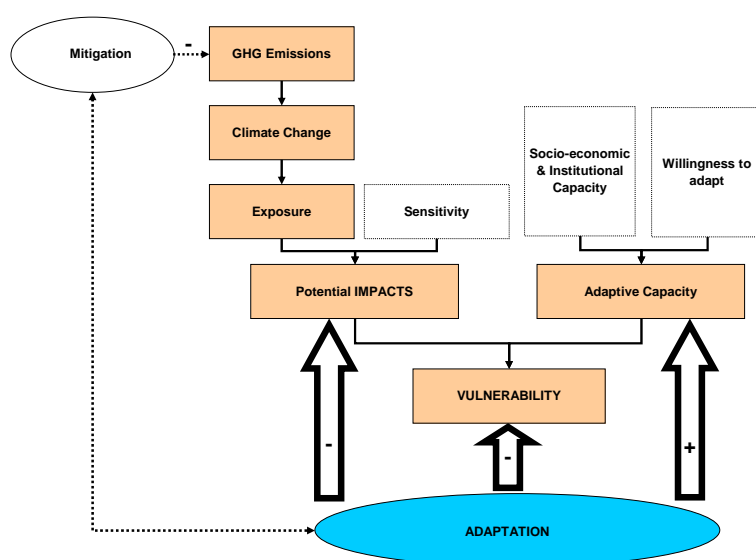 Mitigation
-
GHG Emissions
Climate Change
Socio-economic
& Institutional
Capacity
Willingness to
adapt
Exposure
Sensitivity
Potential IMPACTS
Adaptive Capacity
VULNERABILITY
-
-
+
ADAPTATION